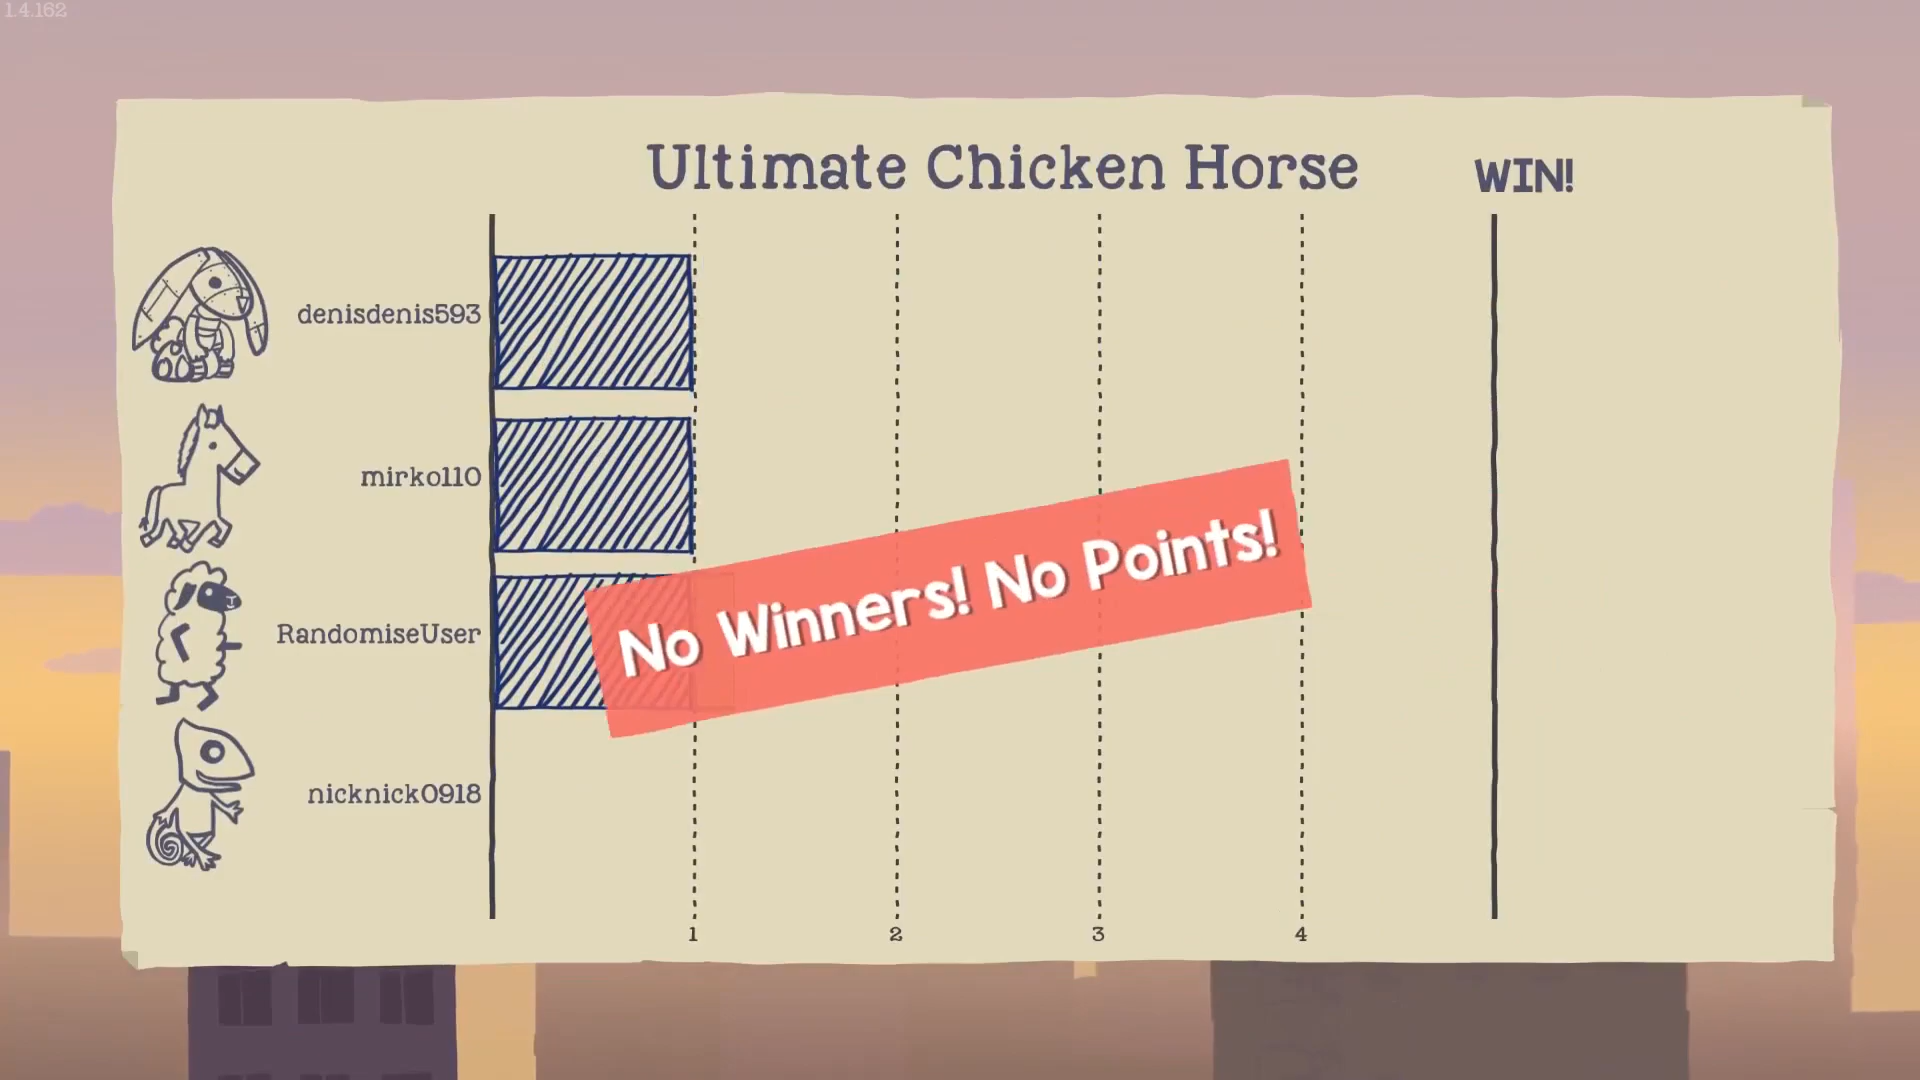 1.4.162
Ultimate Chicken Horse
WIN!
denisdenis593
mirko110
RandomiseUser
nicknick0918
No Winners! No Points!
1
2
3
4